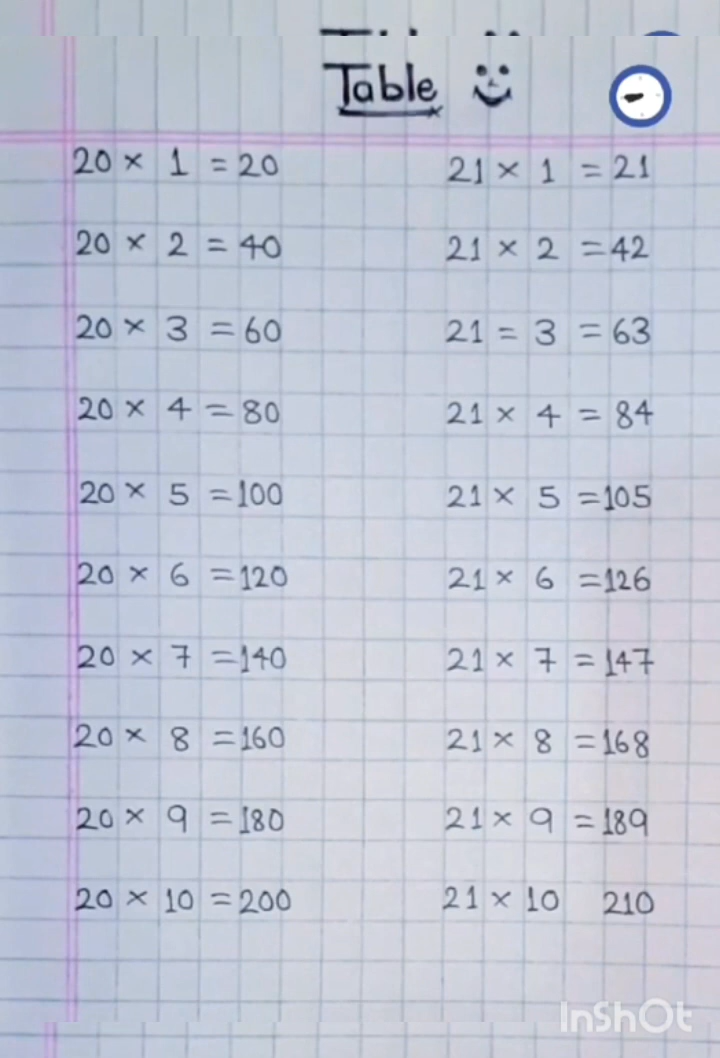 Table
20 × 1 = 20 21 × 1 = 21
20 × 2 = 40 21 × 2 = 42
20 × 3 = 60 21 = 3 = 63
20 × 4 = 80 21 × 4 = 84
20 × 5 = 100 21 × 5 = 105
20 × 6 = 120 21 × 6 = 126
20 × 7 = 140 21 × 7 = 147
20 × 8 = 160 21 × 8 = 168
20 × 9 = 180 21 × 9 = 189
20 × 10 = 200 21 × 10 210
InShOt